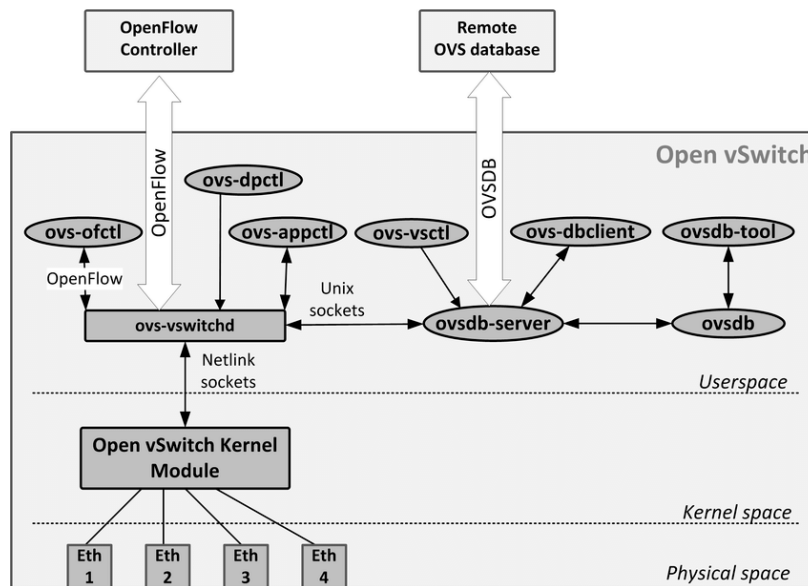 OpenFlow
Controller
Remote
OVS database
Open vSwitch
OpenFlow
OVSDB
ovs-dpctl
ovs-ofctl
ovs-appctl
ovs-vsctl
ovs-dbclient
ovsdb-tool
OpenFlow
Unix
sockets
ovs-vswitchd
ovsdb-server
ovsdb
Netlink
sockets
Userspace
Open vSwitch Kernel
Module
Kernel space
Eth
1
Eth
2
Eth
3
Eth
4
Physical space